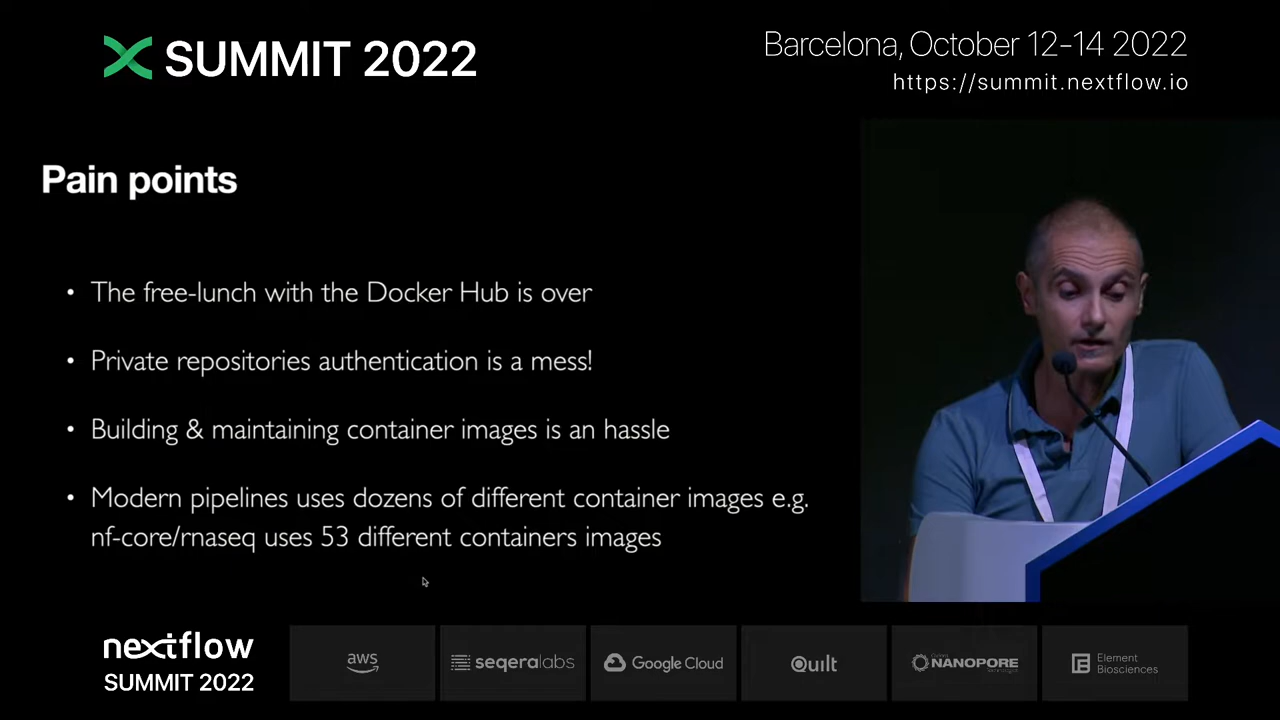 SUMMIT 2022
Barcelona, October 12-14 2022
https://summit.nextflow.io
Pain points
• The free-lunch with the Docker Hub is over
• Private repositories authentication is a mess!
• Building & maintaining container images is an hassle
• Modern pipelines uses dozens of different container images e.g.
nf-core/rnaseq uses 53 different containers images
nextflow
SUMMIT 2022
aws
seqeralabs
Google Cloud
Quilt
NANOPORE
Element
Biosciences